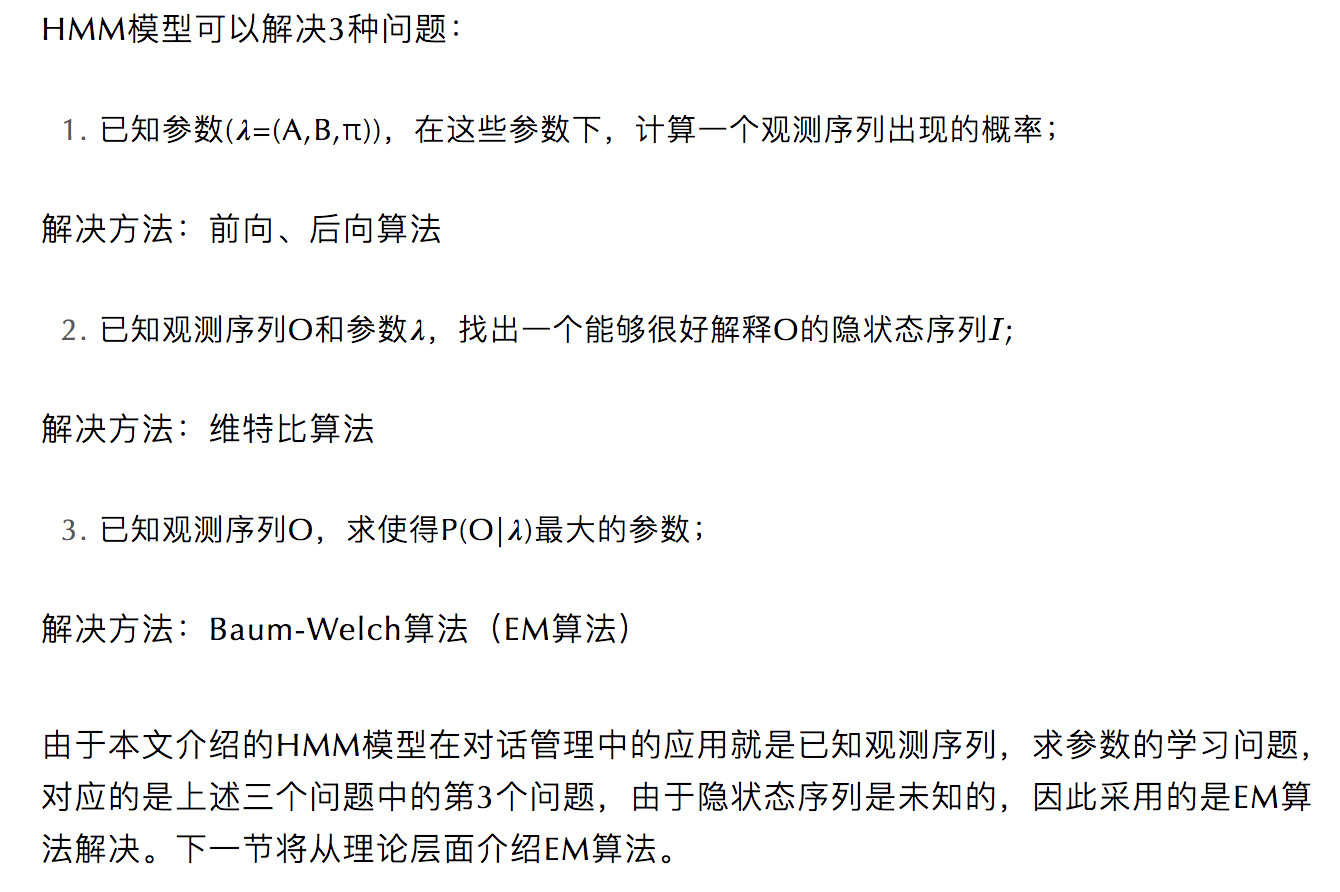 HMM模型可以解决3种问题：
1. 已知参数(λ=(A,B,π))，在这些参数下，计算一个观测序列出现的概率；
解决方法：前向、后向算法
2. 已知观测序列O和参数λ，找出一个能够很好解释O的隐状态序列I;
解决方法：维特比算法
3. 已知观测序列O，求使得P(O|λ)最大的参数；
解决方法：Baum-Welch算法（EM算法）
由于本文介绍的HMM模型在对话管理中的应用就是已知观测序列，求参数的学习问题，
对应的是上述三个问题中的第3个问题，由于隐状态序列是未知的，因此采用的是EM算
法解决。下一节将从理论层面介绍EM算法。